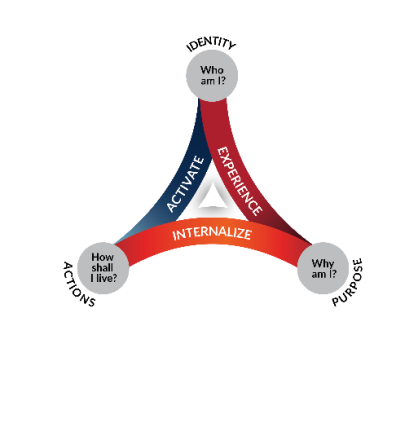 IDENTITY
Who
am I?
ACTIVATE
EXPERIENCE
INTERNALIZE
How
shall
I live?
ACTIONS
Why
am I?
PURPOSE